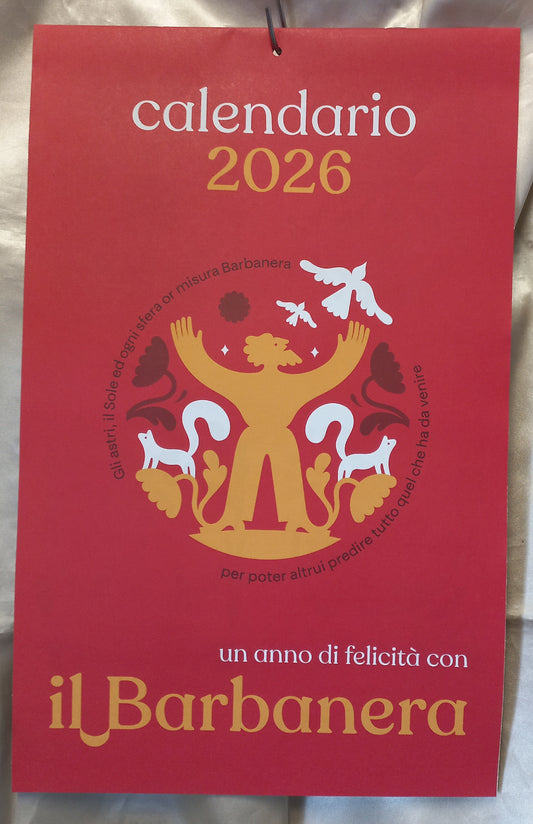 calendario
2026
Gli astri, il Sole ed ogni sfera or misura Barbanera
per poter altrui predire tutto quel che ha da venire
un anno di felicità con
il Barbanera